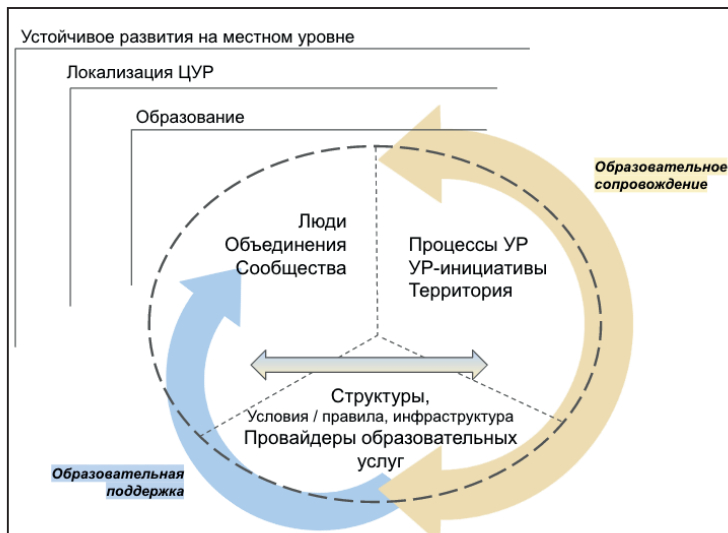 Устойчивое развития на местном уровне
Локализация ЦУР
Образование
Образовательное
сопровождение
Люди
Объединения
Сообщества
Процессы УР
УР-инициативы
Территория
Структуры,
Условия / правила, инфраструктура
Провайдеры образовательных
услуг
Образовательная
поддержка